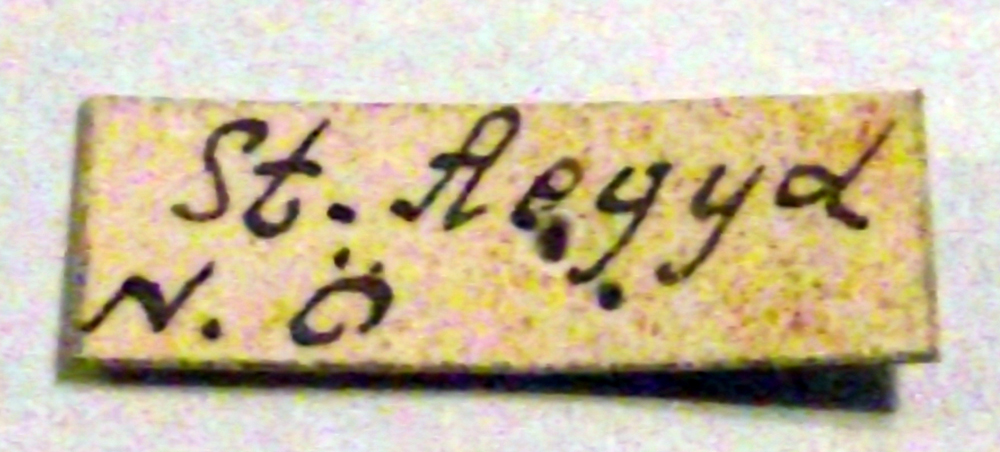 St. Aegyd
N. Ö